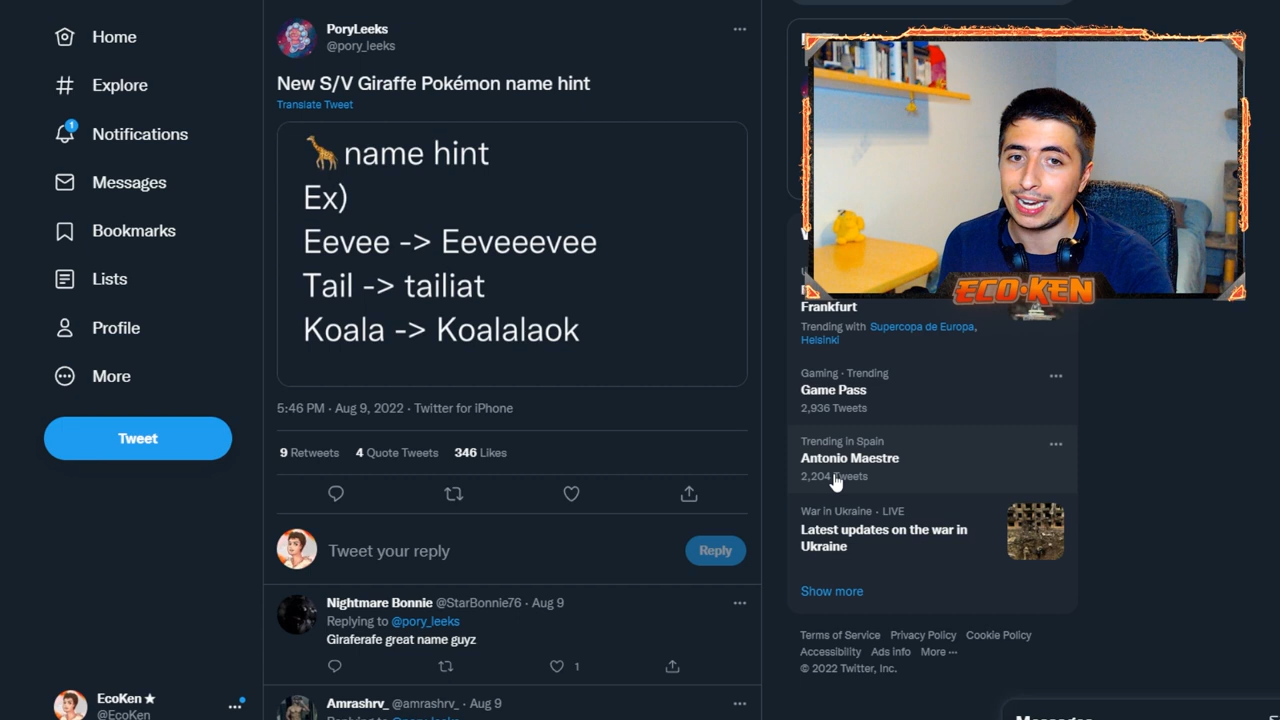 Home
Explore
1
Notifications
Messages
Bookmarks
Lists
Profile
More
Tweet
EcoKen ★
@EcoKen
PoryLeeks
@pory_leeks
New S/V Giraffe Pokémon name hint
Translate Tweet
🦒name hint
Ex)
Eevee -> Eeveeevee
Tail -> tailiat
Koala -> Koalalaok
5:46 PM · Aug 9, 2022 · Twitter for iPhone
9 Retweets 4 Quote Tweets 346 Likes
Tweet your reply
Reply
Nightmare Bonnie @StarBonnie76 · Aug 9
Replying to @pory_leeks
Giraferafe great name guyz
1
Amrashrv_ @amrashrv_ · Aug 9
ECO·KEN
Frankfurt
Trending with Supercopa de Europa,
Helsinki
Gaming · Trending
Game Pass
2,936 Tweets
Trending in Spain
Antonio Maestre
2,204 Tweets
War in Ukraine · LIVE
Latest updates on the war in
Ukraine
Show more
Terms of Service Privacy Policy Cookie Policy
Accessibility Ads info More ···
© 2022 Twitter, Inc.
Messages